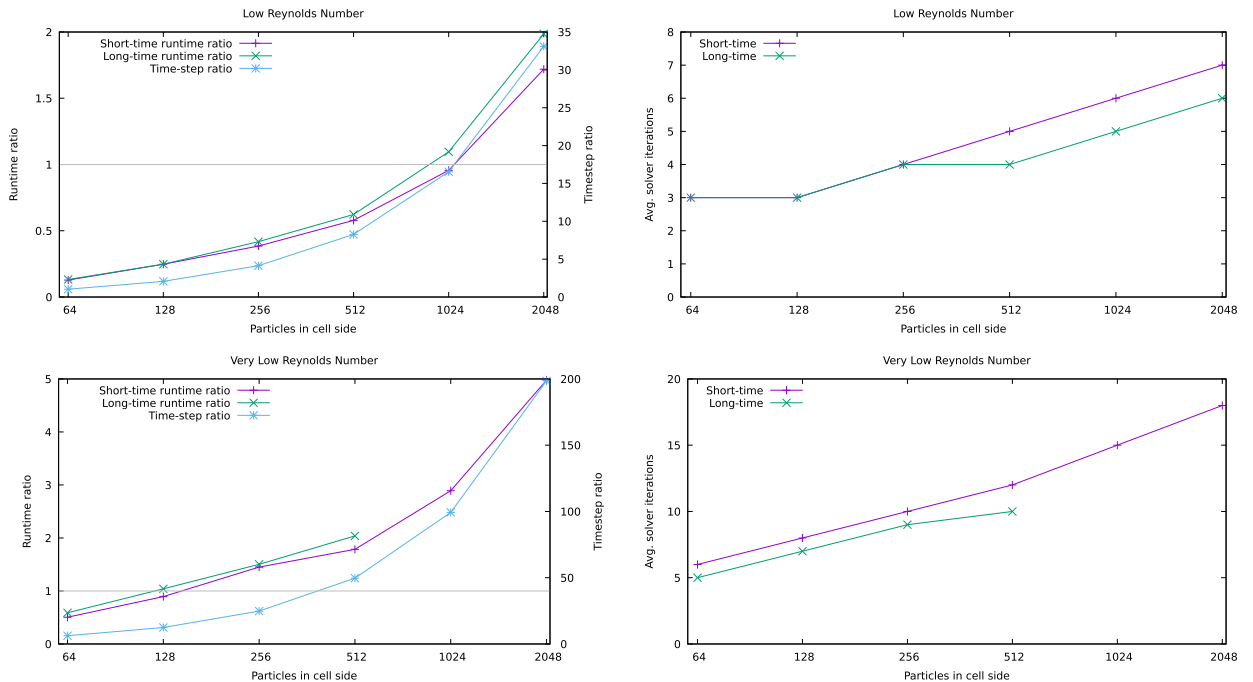 Low Reynolds Number
Short-time runtime ratio
Long-time runtime ratio
Time-step ratio
2
1.5
1
0.5
0
35
30
25
20
15
10
5
0
Runtime ratio
Timestep ratio
64 128 256 512 1024 2048
Particles in cell side
Low Reynolds Number
Short-time
Long-time
8
7
6
5
4
3
2
1
0
Avg. solver iterations
64 128 256 512 1024 2048
Particles in cell side
Very Low Reynolds Number
Short-time runtime ratio
Long-time runtime ratio
Time-step ratio
5
4
3
2
1
0
200
150
100
50
0
Runtime ratio
Timestep ratio
64 128 256 512 1024 2048
Particles in cell side
Very Low Reynolds Number
Short-time
Long-time
20
15
10
5
0
Avg. solver iterations
64 128 256 512 1024 2048
Particles in cell side